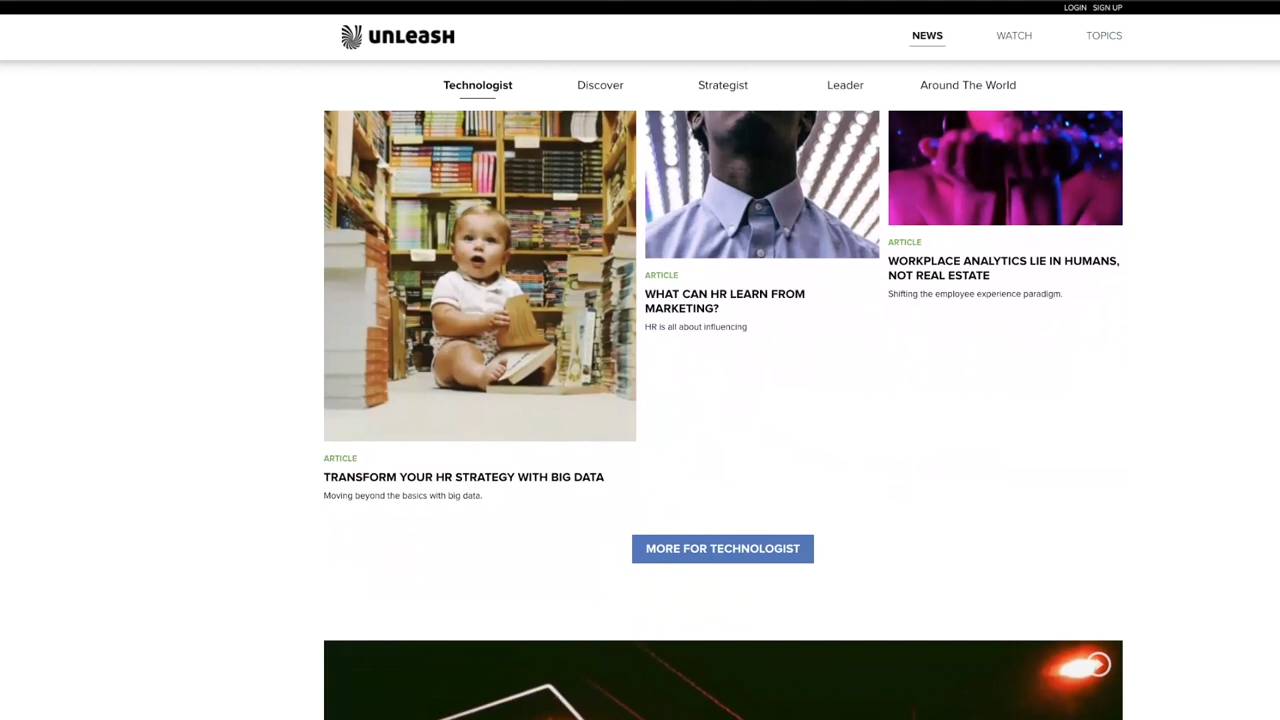 LOGIN SIGN UP
UNLEASH
NEWS WATCH TOPICS
Technologist Discover Strategist Leader Around The World
ARTICLE
TRANSFORM YOUR HR STRATEGY WITH BIG DATA
Moving beyond the basics with big data.
ARTICLE
WHAT CAN HR LEARN FROM
MARKETING?
HR is all about influencing
ARTICLE
WORKPLACE ANALYTICS LIE IN HUMANS,
NOT REAL ESTATE
Shifting the employee experience paradigm.
MORE FOR TECHNOLOGIST